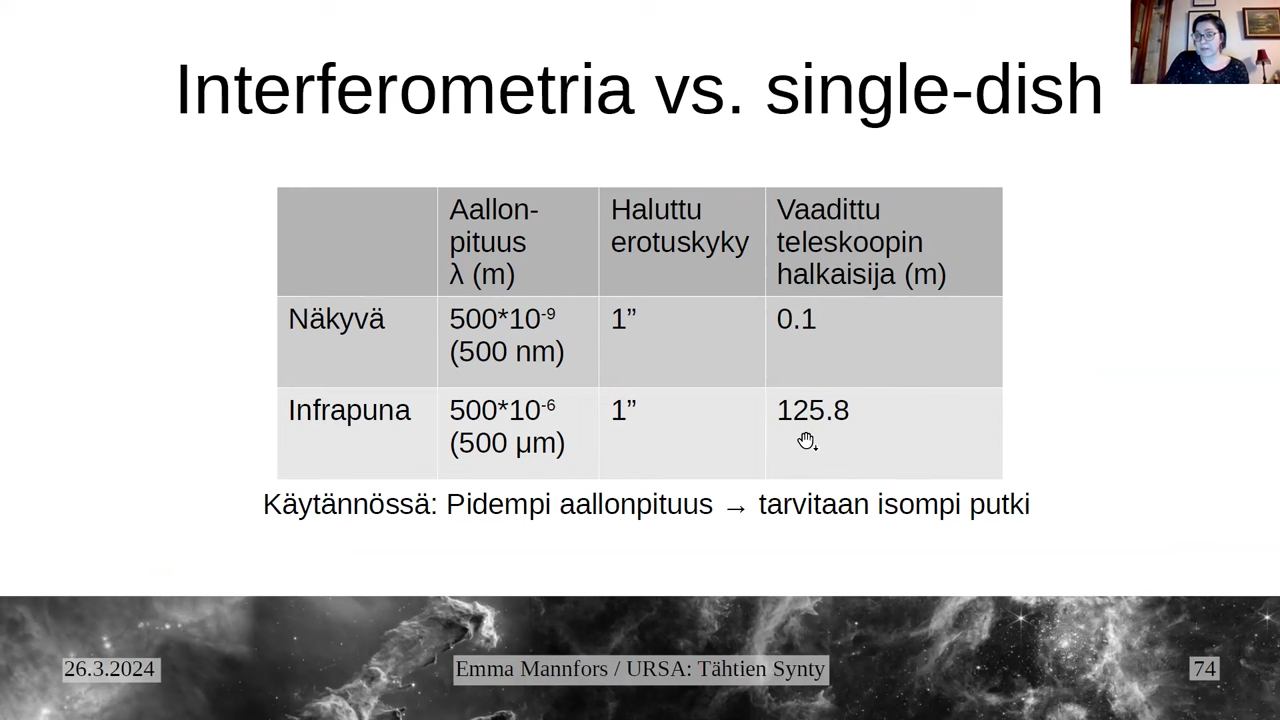 Interferometria vs. single-dish
Aallon-
pituus
λ (m)
Haluttu
erotuskyky
Vaadittu
teleskoopin
halkaisija (m)
Näkyvä
500*10⁻⁹
(500 nm)
1”
0.1
Infrapuna
500*10⁻⁶
(500 μm)
1”
125.8
Käytännössä: Pidempi aallonpituus → tarvitaan isompi putki
26.3.2024
Emma Mannfors / URSA: Tähtien Synty
74